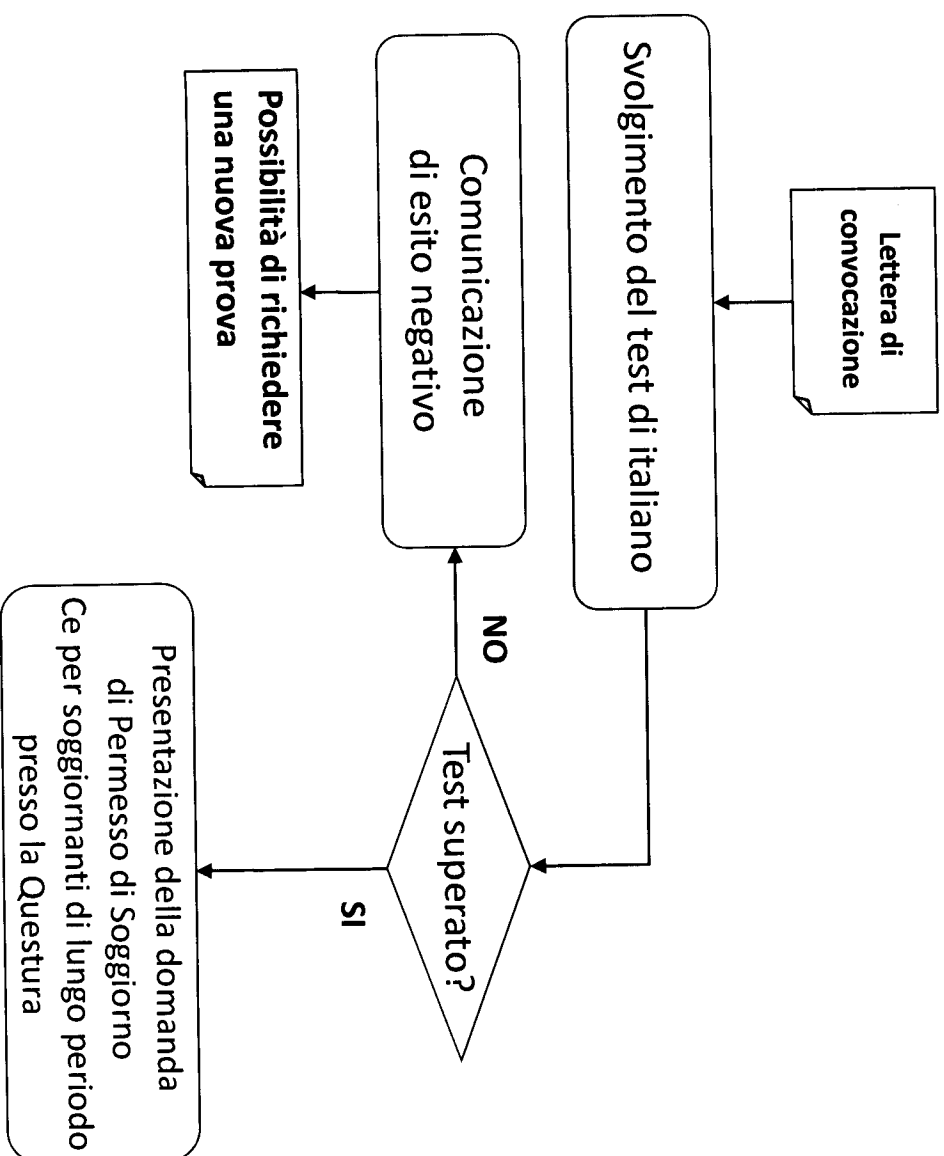 Lettera di
convocazione
Svolgimento del test di italiano
Test superato?
NO
SI
Comunicazione
di esito negativo
Possibilità di richiedere
una nuova prova
Presentazione della domanda
di Permesso di Soggiorno
Ce per soggiornanti di lungo periodo
presso la Questura